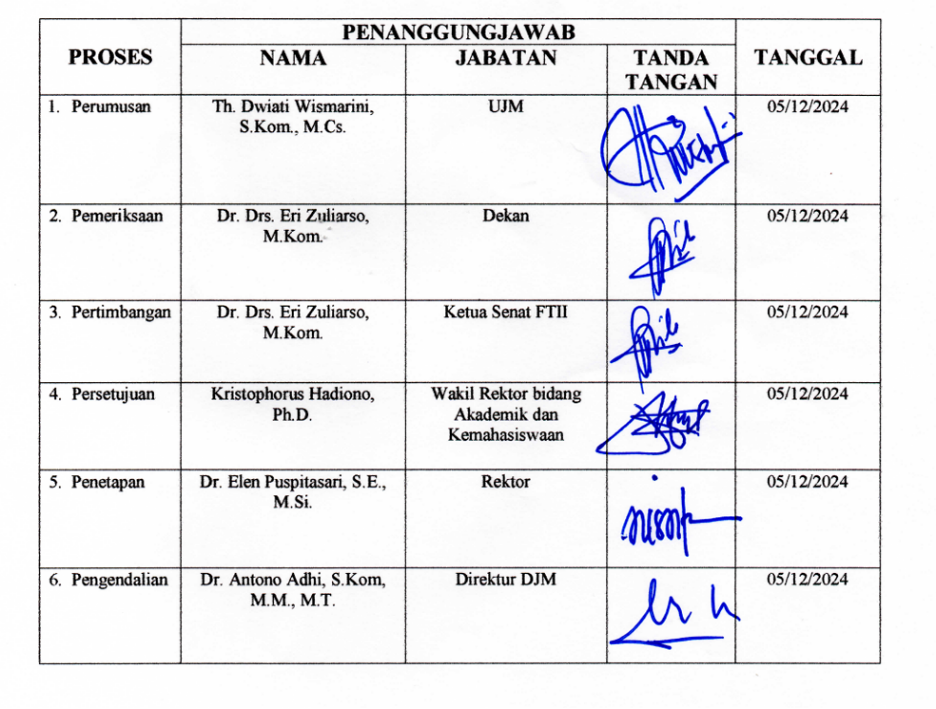 PROSES
PENANGGUNGJAWAB
NAMA
JABATAN
TANDA
TANGAN
TANGGAL
1. Perumusan
Th. Dwiati Wismarini,
S.Kom., M.Cs.
UJM
05/12/2024
2. Pemeriksaan
Dr. Drs. Eri Zuliarso,
M.Kom.
Dekan
05/12/2024
3. Pertimbangan
Dr. Drs. Eri Zuliarso,
M.Kom.
Ketua Senat FTII
05/12/2024
4. Persetujuan
Kristophorus Hadiono,
Ph.D.
Wakil Rektor bidang
Akademik dan
Kemahasiswaan
05/12/2024
5. Penetapan
Dr. Elen Puspitasari, S.E.,
M.Si.
Rektor
05/12/2024
6. Pengendalian
Dr. Antono Adhi, S.Kom,
M.M., M.T.
Direktur DJM
05/12/2024